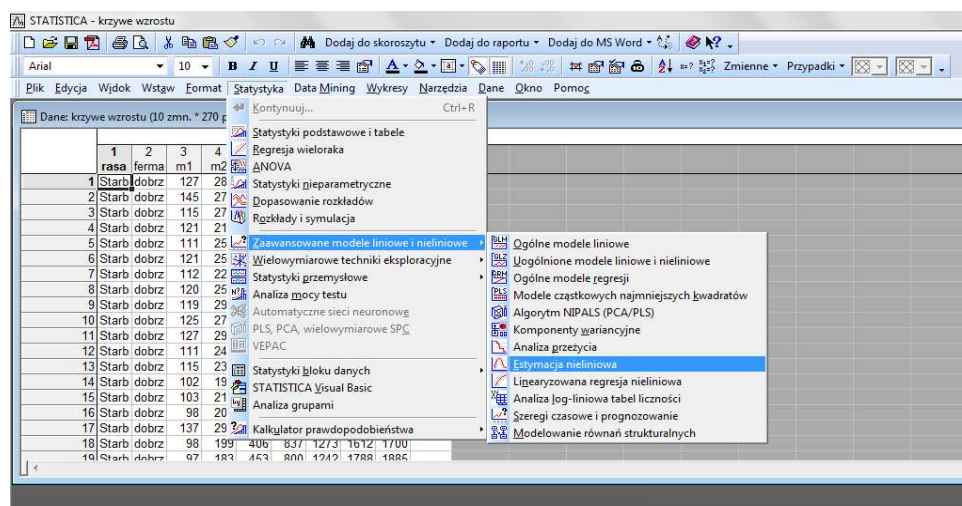 STATISTICA - krzywe wzrostu
Dodaj do skoroszytu Dodaj do raportu Dodaj do MS Word
Arial 10 B I U A Zmienne Przypadki
Plik Edycja Widok Wstaw Format Statystyka Data Mining Wykresy Narzędzia Dane Okno Pomoc
Dane: krzywe wzrostu (10 zmn. * 270 p
Kontynuuj... Ctrl+R
Statystyki podstawowe i tabele
Regresja wieloraka
ANOVA
Statystyki nieparametryczne
Dopasowanie rozkładów
Rozkłady i symulacja
Zaawansowane modele liniowe i nieliniowe
Wielowymiarowe techniki eksploracyjne
Statystyki przemysłowe
Analiza mocy testu
Automatyczne sieci neuronowe
PLS, PCA, wielowymiarowe SPC
VEPAC
Statystyki bloku danych
STATISTICA Visual Basic
Analiza grupami
Kalkulator prawdopodobieństwa
Ogólne modele liniowe
Uogólnione modele liniowe i nieliniowe
Ogólne modele regresji
Modele cząstkowych najmniejszych kwadratów
Algorytm NIPALS (PCA/PLS)
Komponenty wariancyjne
Analiza przeżycia
Estymacja nieliniowa
Linearyzowana regresja nieliniowa
Analiza log-liniowa tabel liczności
Szeregi czasowe i prognozowanie
Modelowanie równań strukturalnych
1 2 3 4
rasa ferma m1 m2
1 Starb dobrz 127 28
2 Starb dobrz 145 27
3 Starb dobrz 115 27
4 Starb dobrz 121 21
5 Starb dobrz 111 25
6 Starb dobrz 121 25
7 Starb dobrz 112 22
8 Starb dobrz 120 25
9 Starb dobrz 119 29
10 Starb dobrz 125 27
11 Starb dobrz 127 29
12 Starb dobrz 111 24
13 Starb dobrz 115 23
14 Starb dobrz 102 19
15 Starb dobrz 103 21
16 Starb dobrz 98 20
17 Starb dobrz 137 29
18 Starb dobrz 98 199 406 837 1273 1612 1700
19 Starb dobrz 97 183 453 800 1242 1788 1885